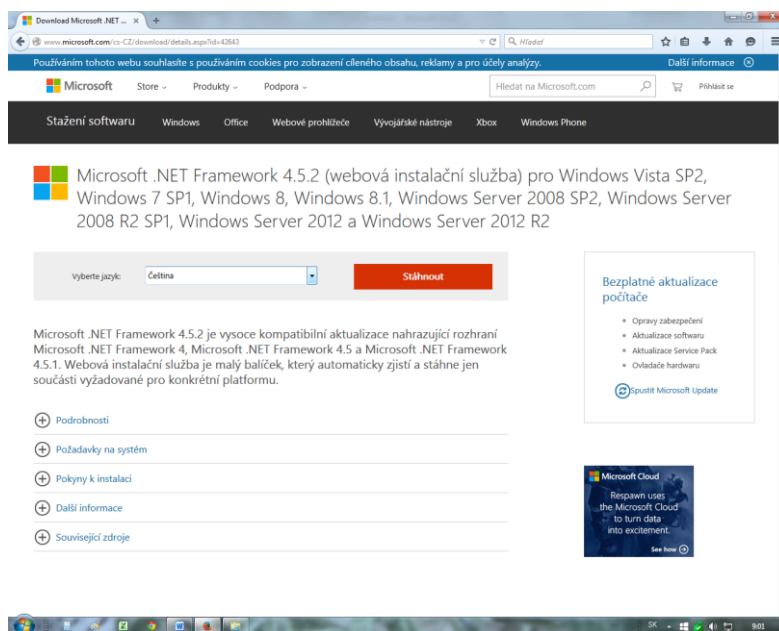 Download Microsoft .NET ...
www.microsoft.com/cs-CZ/download/details.aspx?id=42643
Hledat
Používáním tohoto webu souhlasíte s používáním cookies pro zobrazení cíleného obsahu, reklamy a pro účely analýzy.
Další informace
Microsoft
Store
Produkty
Podpora
Hledat na Microsoft.com
Přihlásit se
Stažení softwaru
Windows
Office
Webové prohlížeče
Vývojářské nástroje
Xbox
Windows Phone
Microsoft .NET Framework 4.5.2 (webová instalační služba) pro Windows Vista SP2,
Windows 7 SP1, Windows 8, Windows 8.1, Windows Server 2008 SP2, Windows Server
2008 R2 SP1, Windows Server 2012 a Windows Server 2012 R2
Vyberte jazyk:
Čeština
Stáhnout
Microsoft .NET Framework 4.5.2 je vysoce kompatibilní aktualizace nahrazující rozhraní
Microsoft .NET Framework 4, Microsoft .NET Framework 4.5 a Microsoft .NET Framework
4.5.1. Webová instalační služba je malý balíček, který automaticky zjistí a stáhne jen
součásti vyžadované pro konkrétní platformu.
Podrobnosti
Požadavky na systém
Pokyny k instalaci
Další informace
Související zdroje
Bezplatné aktualizace
počítače
Opravy zabezpečení
Aktualizace softwaru
Aktualizace Service Pack
Ovladače hardwaru
Spustit Microsoft Update
Microsoft Cloud
Respawn uses
the Microsoft Cloud
to turn data
into excitement.
See how
SK
9:01